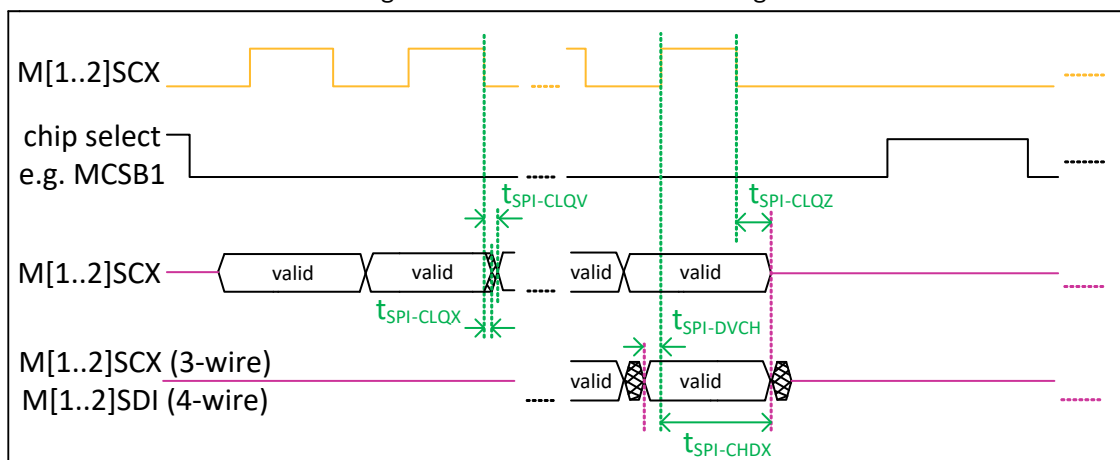 M[1..2]SCX
chip select
e.g. MCSB1
tSPI-CLQV
tSPI-CLQZ
M[1..2]SCX
valid
valid
valid
valid
tSPI-CLQX
tSPI-DVCH
M[1..2]SCX (3-wire)
M[1..2]SDI (4-wire)
valid
valid
tSPI-CHDX